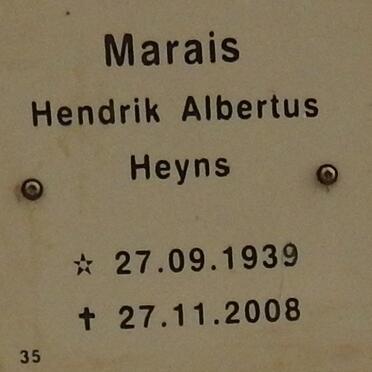 Marais
Hendrik Albertus
Heyns
☆ 27.09.1939
✝ 27.11.2008
35